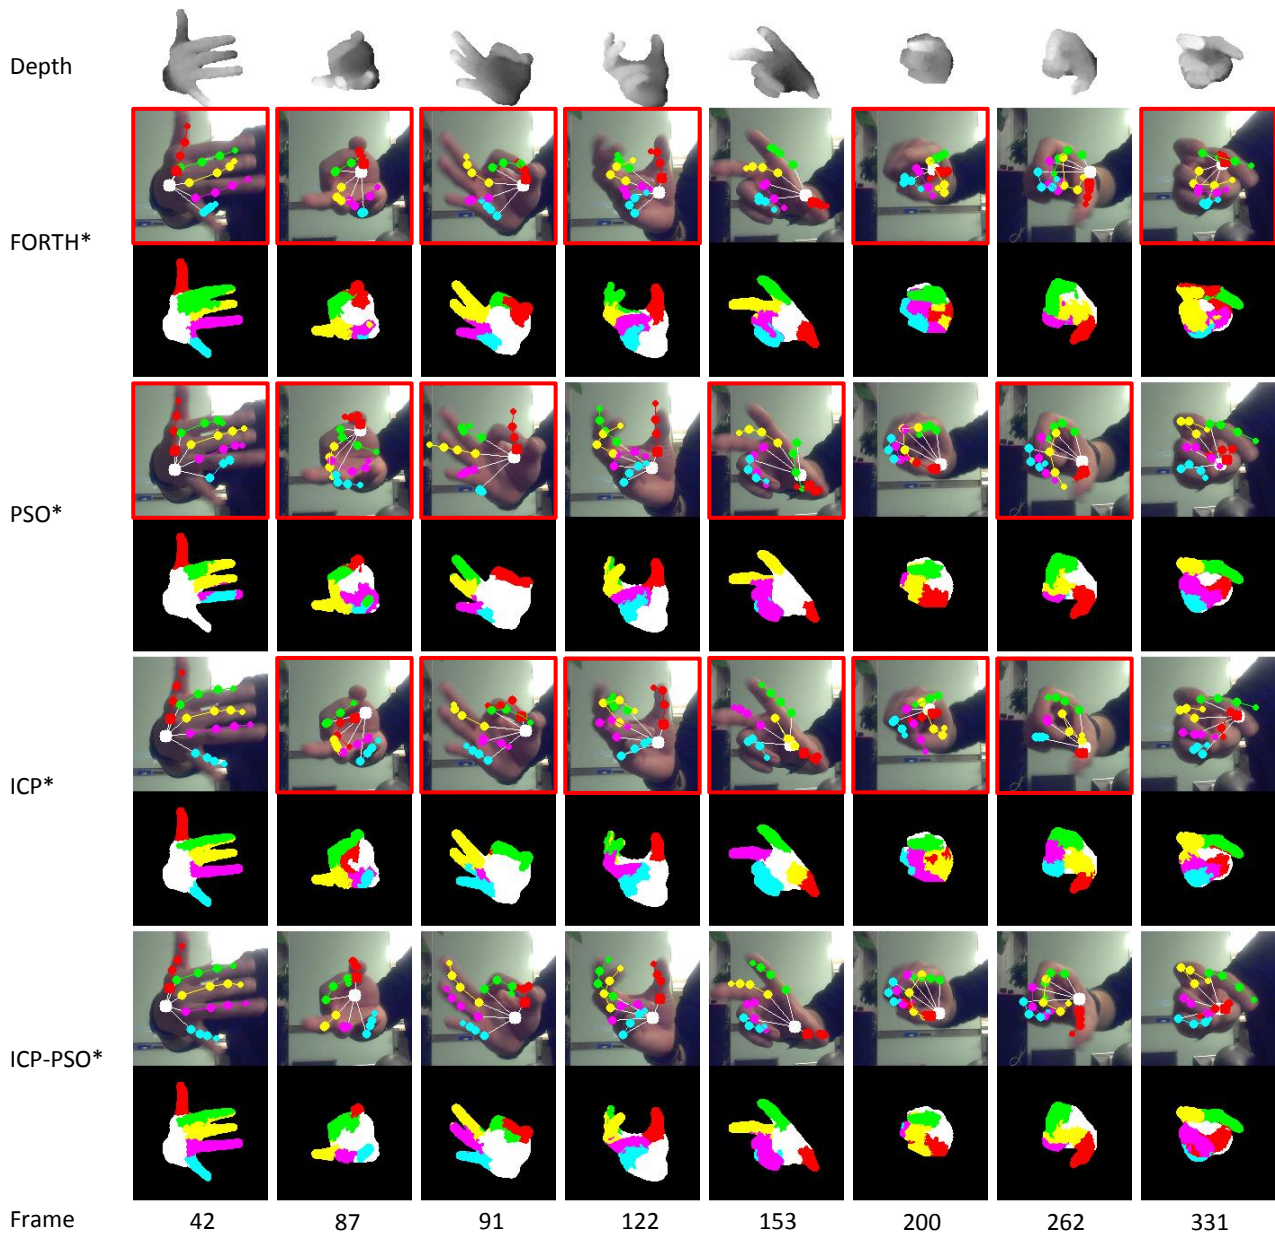 Depth
FORTH*
PSO*
ICP*
ICP-PSO*
Frame 42 87 91 122 153 200 262 331